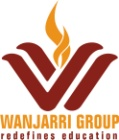 WANJARRI GROUP
redefines education